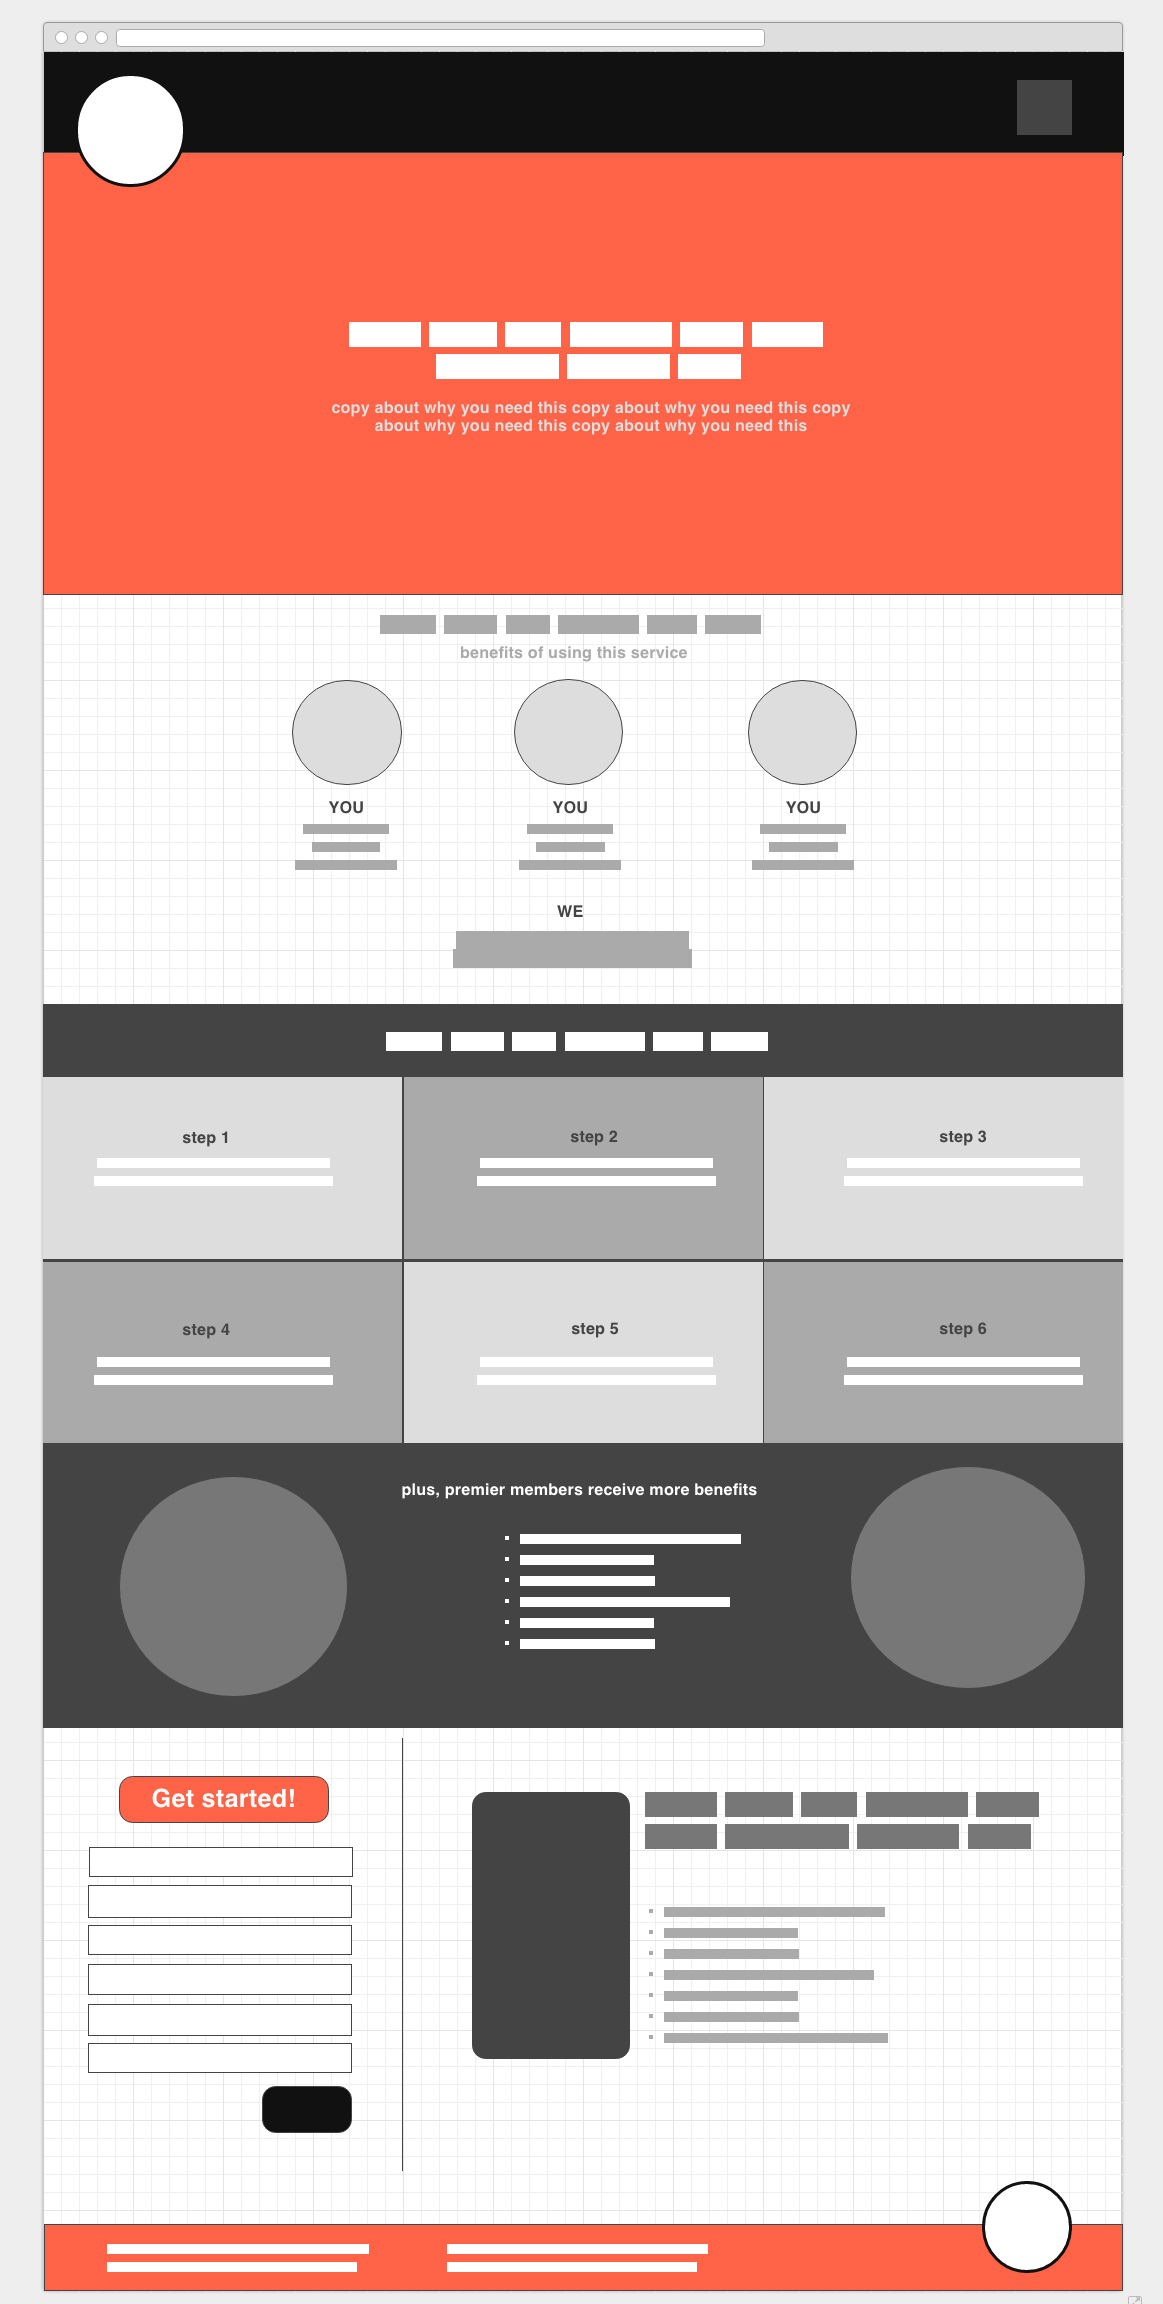 copy about why you need this copy about why you need this copy
about why you need this copy about why you need this
benefits of using this service
YOU
YOU
YOU
WE
step 1
step 2
step 3
step 4
step 5
step 6
plus, premier members receive more benefits
Get started!